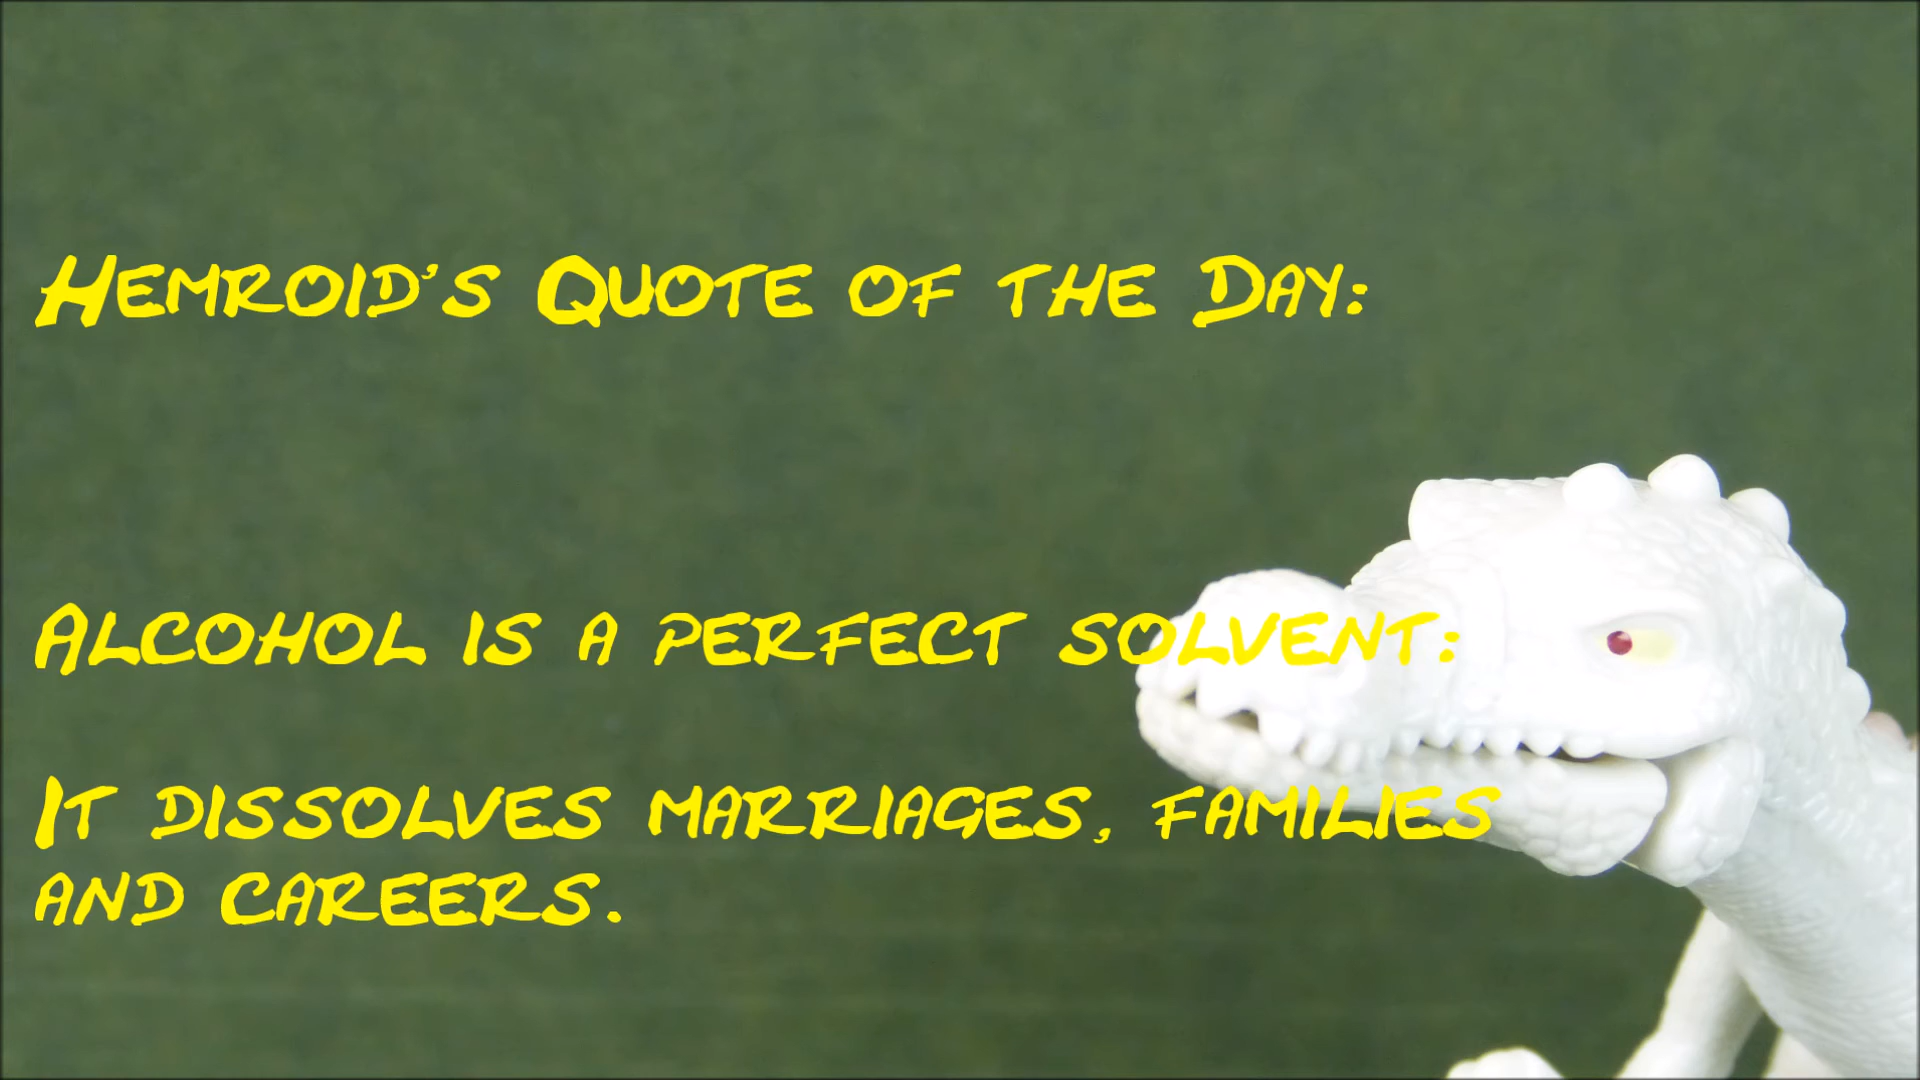 Hemroid's Quote of the Day:
Alcohol is a perfect solvent:
It dissolves marriages, families
and careers.